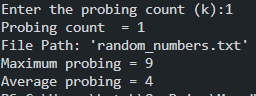 Enter the probing count (k):1
Probing count  = 1
File Path: 'random_numbers.txt'
Maximum probing = 9
Average probing = 4